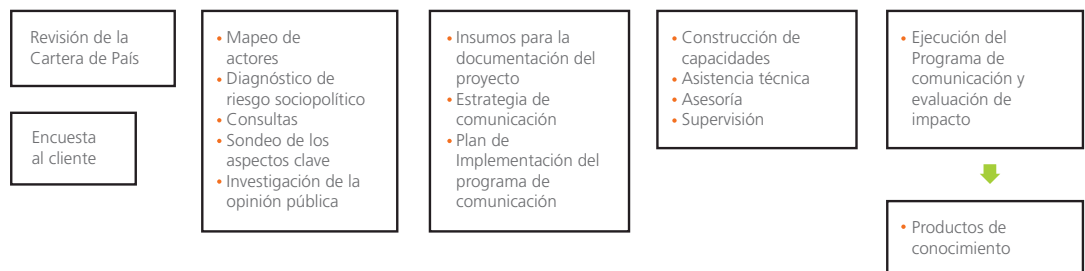 Revisión de la
Cartera de País
Encuesta
al cliente
• Mapeo de
actores
• Diagnóstico de
riesgo sociopolítico
• Consultas
• Sondeo de los
aspectos clave
• Investigación de la
opinión pública
• Insumos para la
documentación del
proyecto
• Estrategia de
comunicación
• Plan de
Implementación del
programa de
comunicación
• Construcción de
capacidades
• Asistencia técnica
• Asesoría
• Supervisión
• Ejecución del
Programa de
comunicación y
evaluación de
impacto
• Productos de
conocimiento